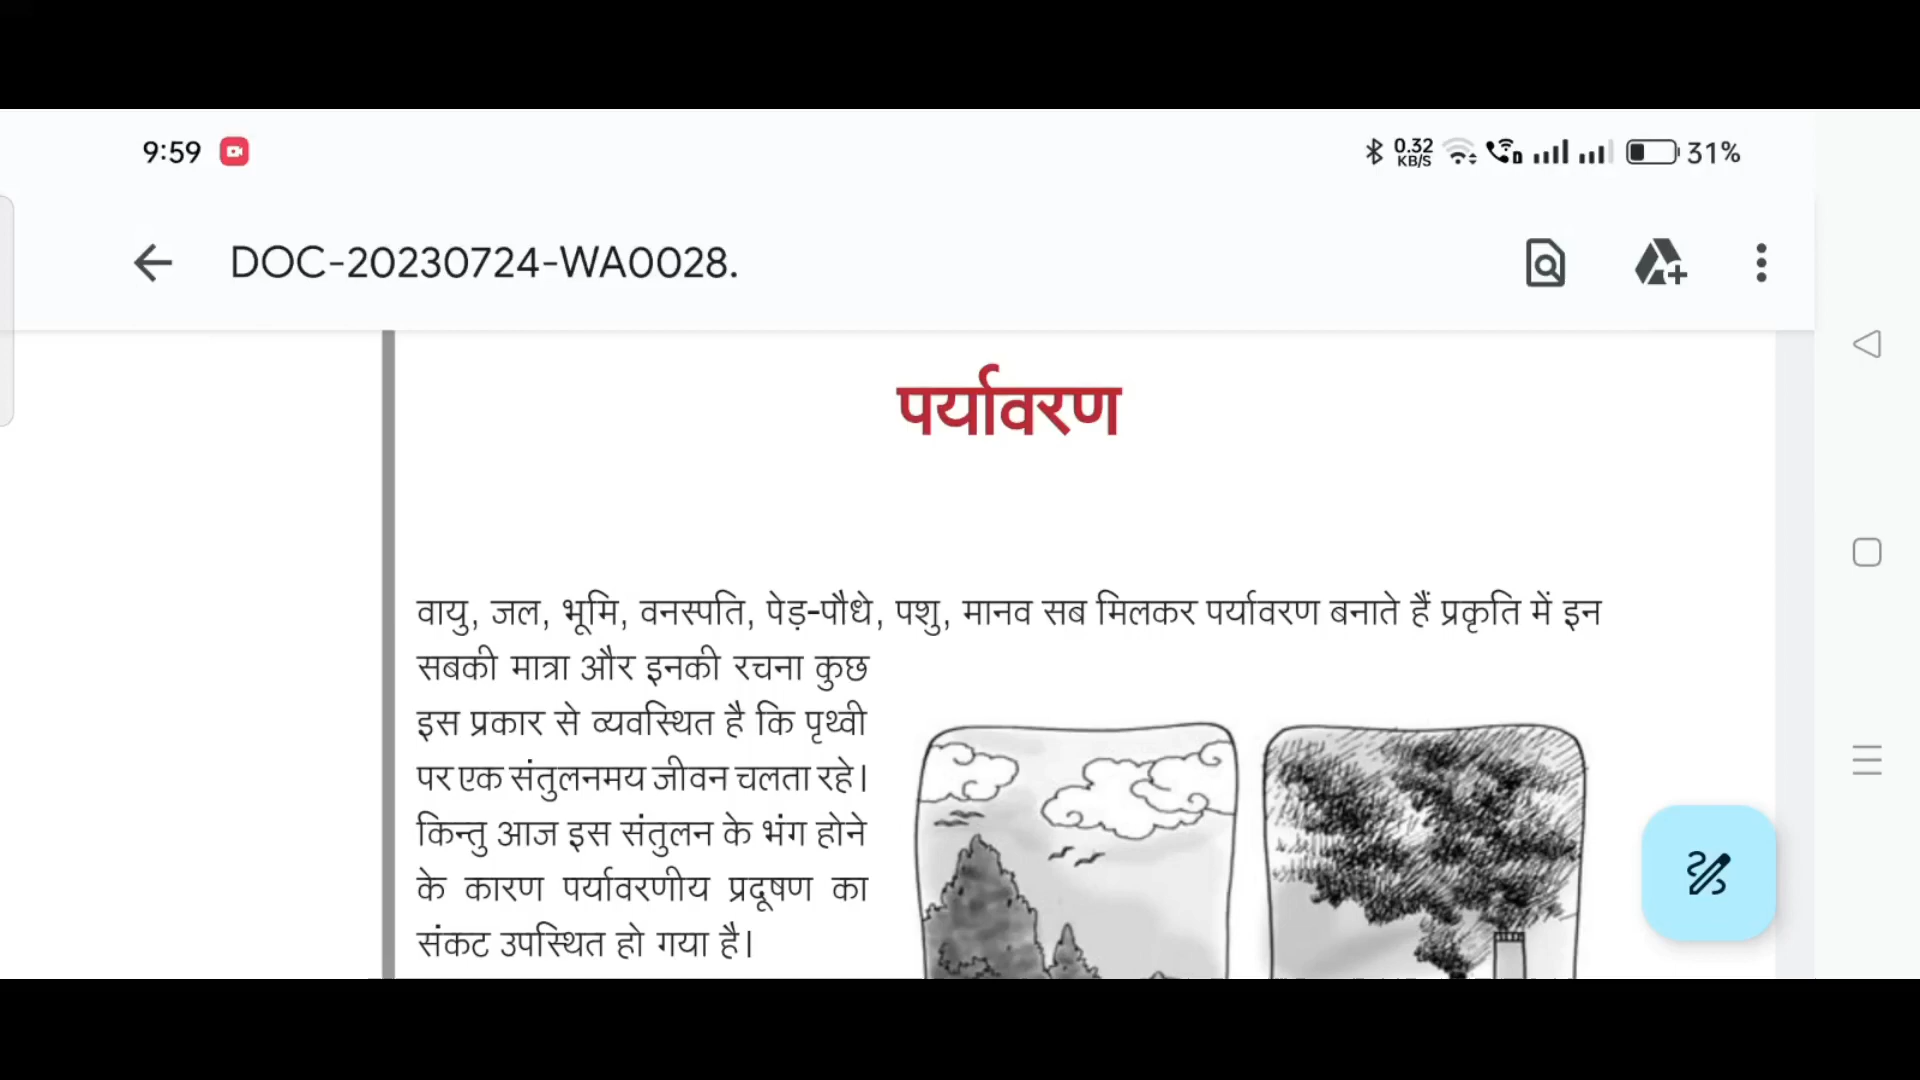 9:59
0.32 KB/S
31%
DOC-20230724-WA0028.
पर्यावरण
वायु, जल, भूमि, वनस्पति, पेड़-पौधे, पशु, मानव सब मिलकर पर्यावरण बनाते हैं प्रकृति में इन
सबकी मात्रा और इनकी रचना कुछ
इस प्रकार से व्यवस्थित है कि पृथ्वी
पर एक संतुलनमय जीवन चलता रहे।
किन्तु आज इस संतुलन के भंग होने
के कारण पर्यावरणीय प्रदूषण का
संकट उपस्थित हो गया है।